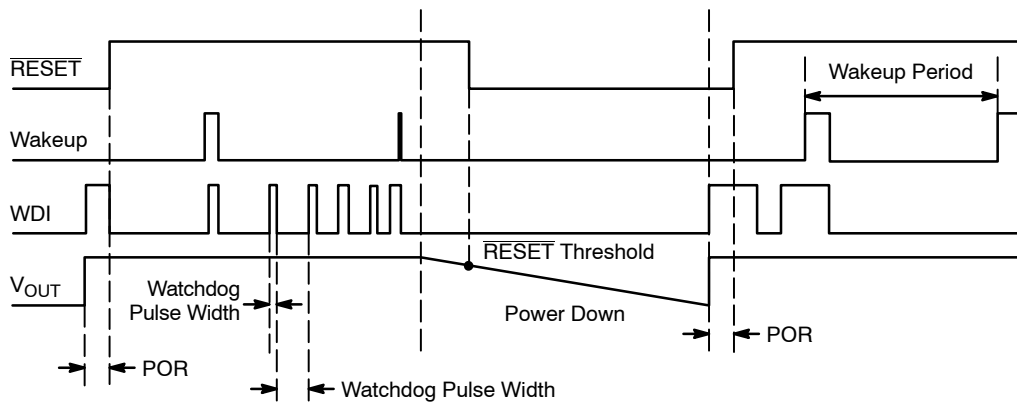 RESET
Wakeup Period
Wakeup
WDI
RESET Threshold
VOUT
Watchdog
Pulse Width
Power Down
POR
POR
Watchdog Pulse Width